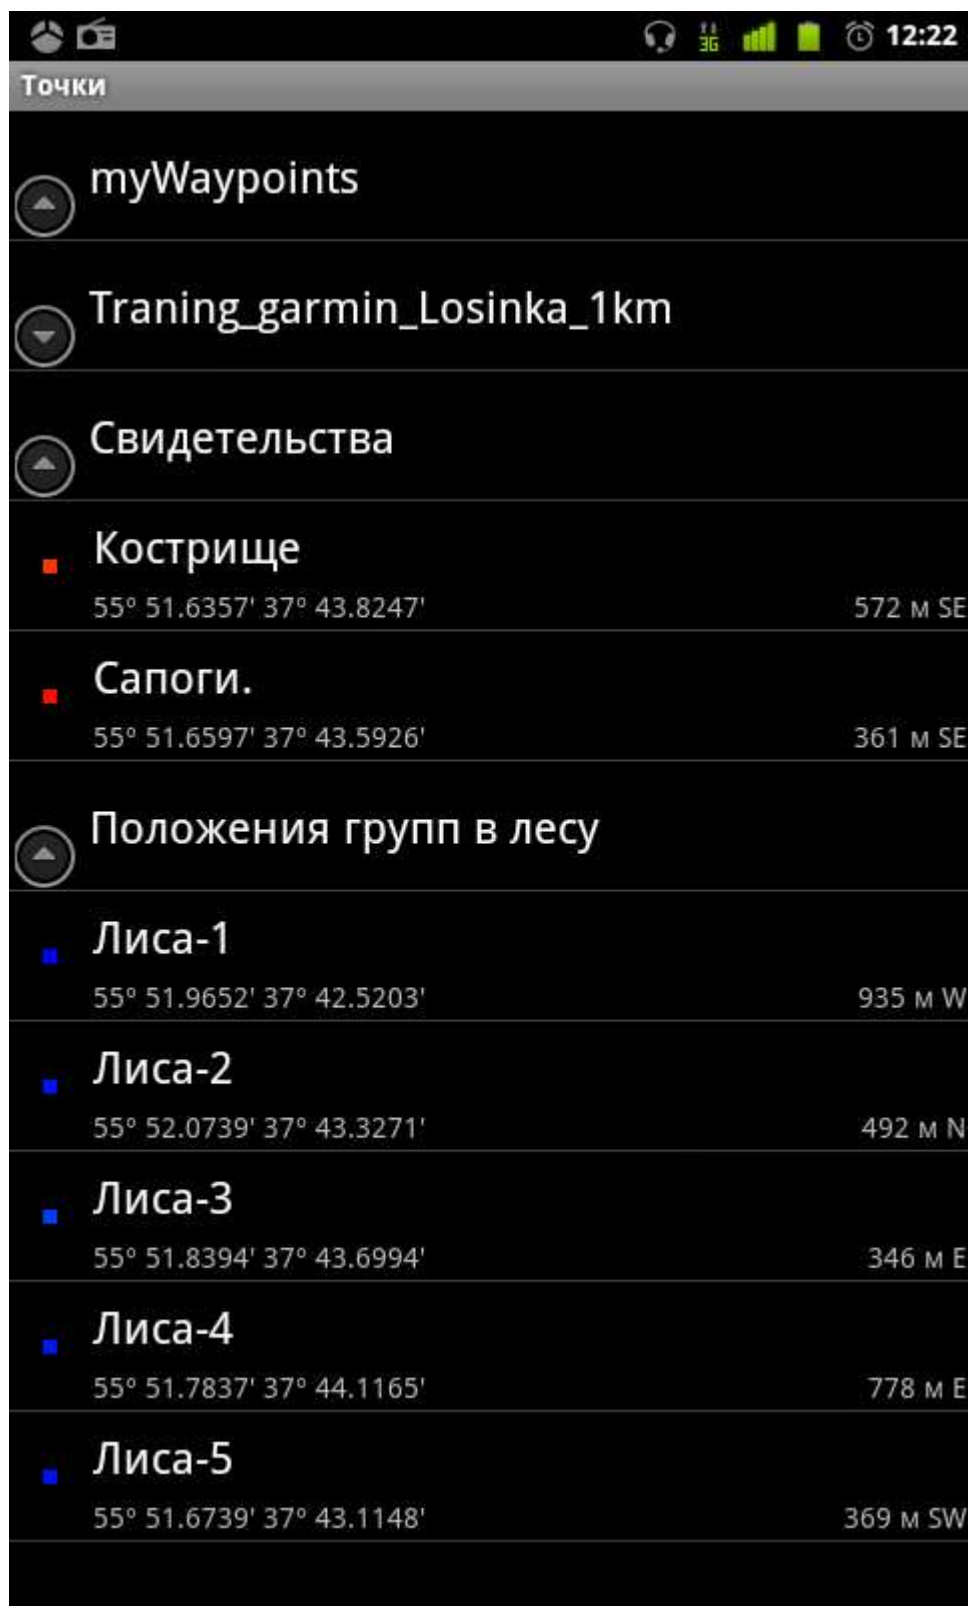 3G 12:22
Точки
myWaypoints
Traning_garmin_Losinka_1km
Свидетельства
Кострище
55° 51.6357' 37° 43.8247' 572 м SE
Сапоги.
55° 51.6597' 37° 43.5926' 361 м SE
Положения групп в лесу
Лиса-1
55° 51.9652' 37° 42.5203' 935 м W
Лиса-2
55° 52.0739' 37° 43.3271' 492 м N
Лиса-3
55° 51.8394' 37° 43.6994' 346 м E
Лиса-4
55° 51.7837' 37° 44.1165' 778 м E
Лиса-5
55° 51.6739' 37° 43.1148' 369 м SW